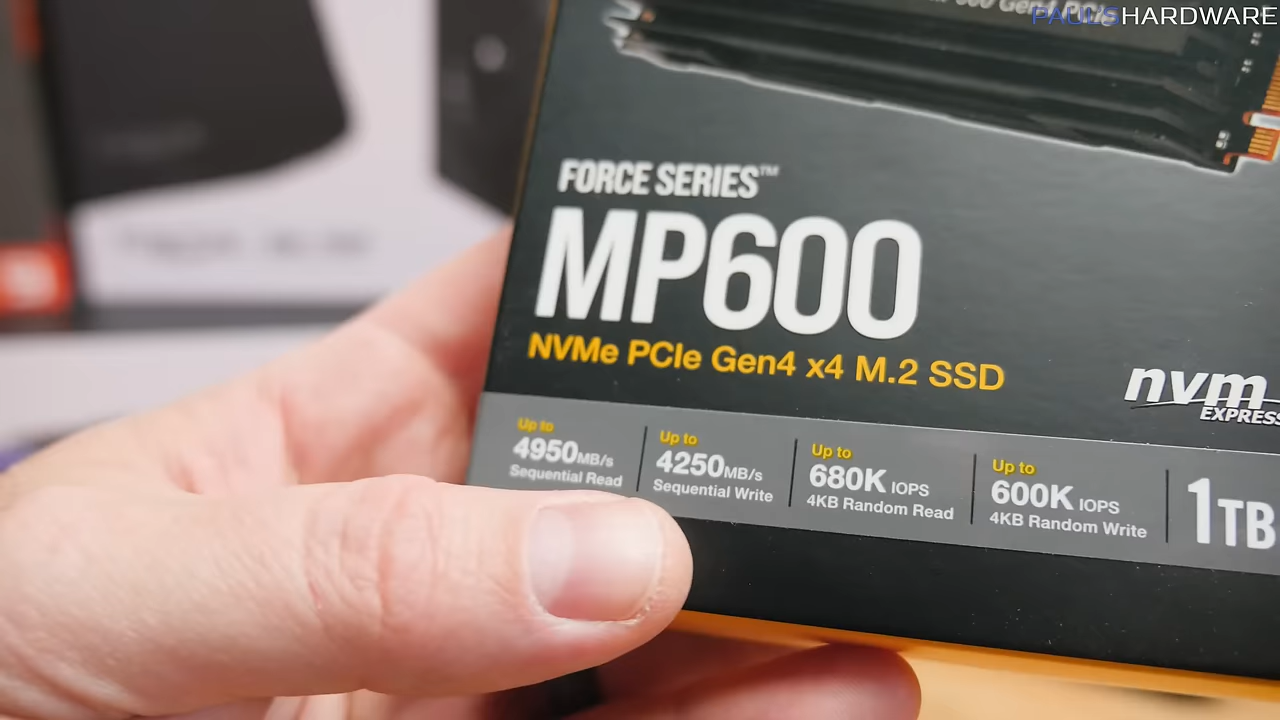 PAULSHARDWARE
FORCE SERIES™
MP600
NVMe PCIe Gen4 x4 M.2 SSD
nvm
EXPRESS
Up to
4950MB/s
Sequential Read
Up to
4250MB/s
Sequential Write
Up to
680K IOPS
4KB Random Read
Up to
600K IOPS
4KB Random Write
1TB